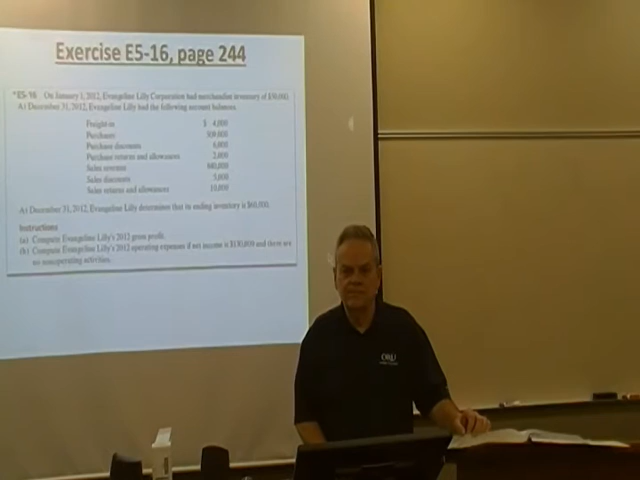 Exercise E5-16, page 244
*E5-16 On January 1, 2012, Evangeline Lilly Corporation had merchandise inventory of $50,000.
At December 31, 2012, Evangeline Lilly had the following account balances.
Freight-in $ 4,000
Purchases 509,000
Purchase discounts 6,000
Purchase returns and allowances 2,000
Sales revenue 840,000
Sales discounts 5,000
Sales returns and allowances 10,000
At December 31, 2012, Evangeline Lilly determines that its ending inventory is $60,000.
Instructions
(a) Compute Evangeline Lilly's 2012 gross profit.
(b) Compute Evangeline Lilly's 2012 operating expenses if net income is $130,000 and there are
no nonoperating activities.